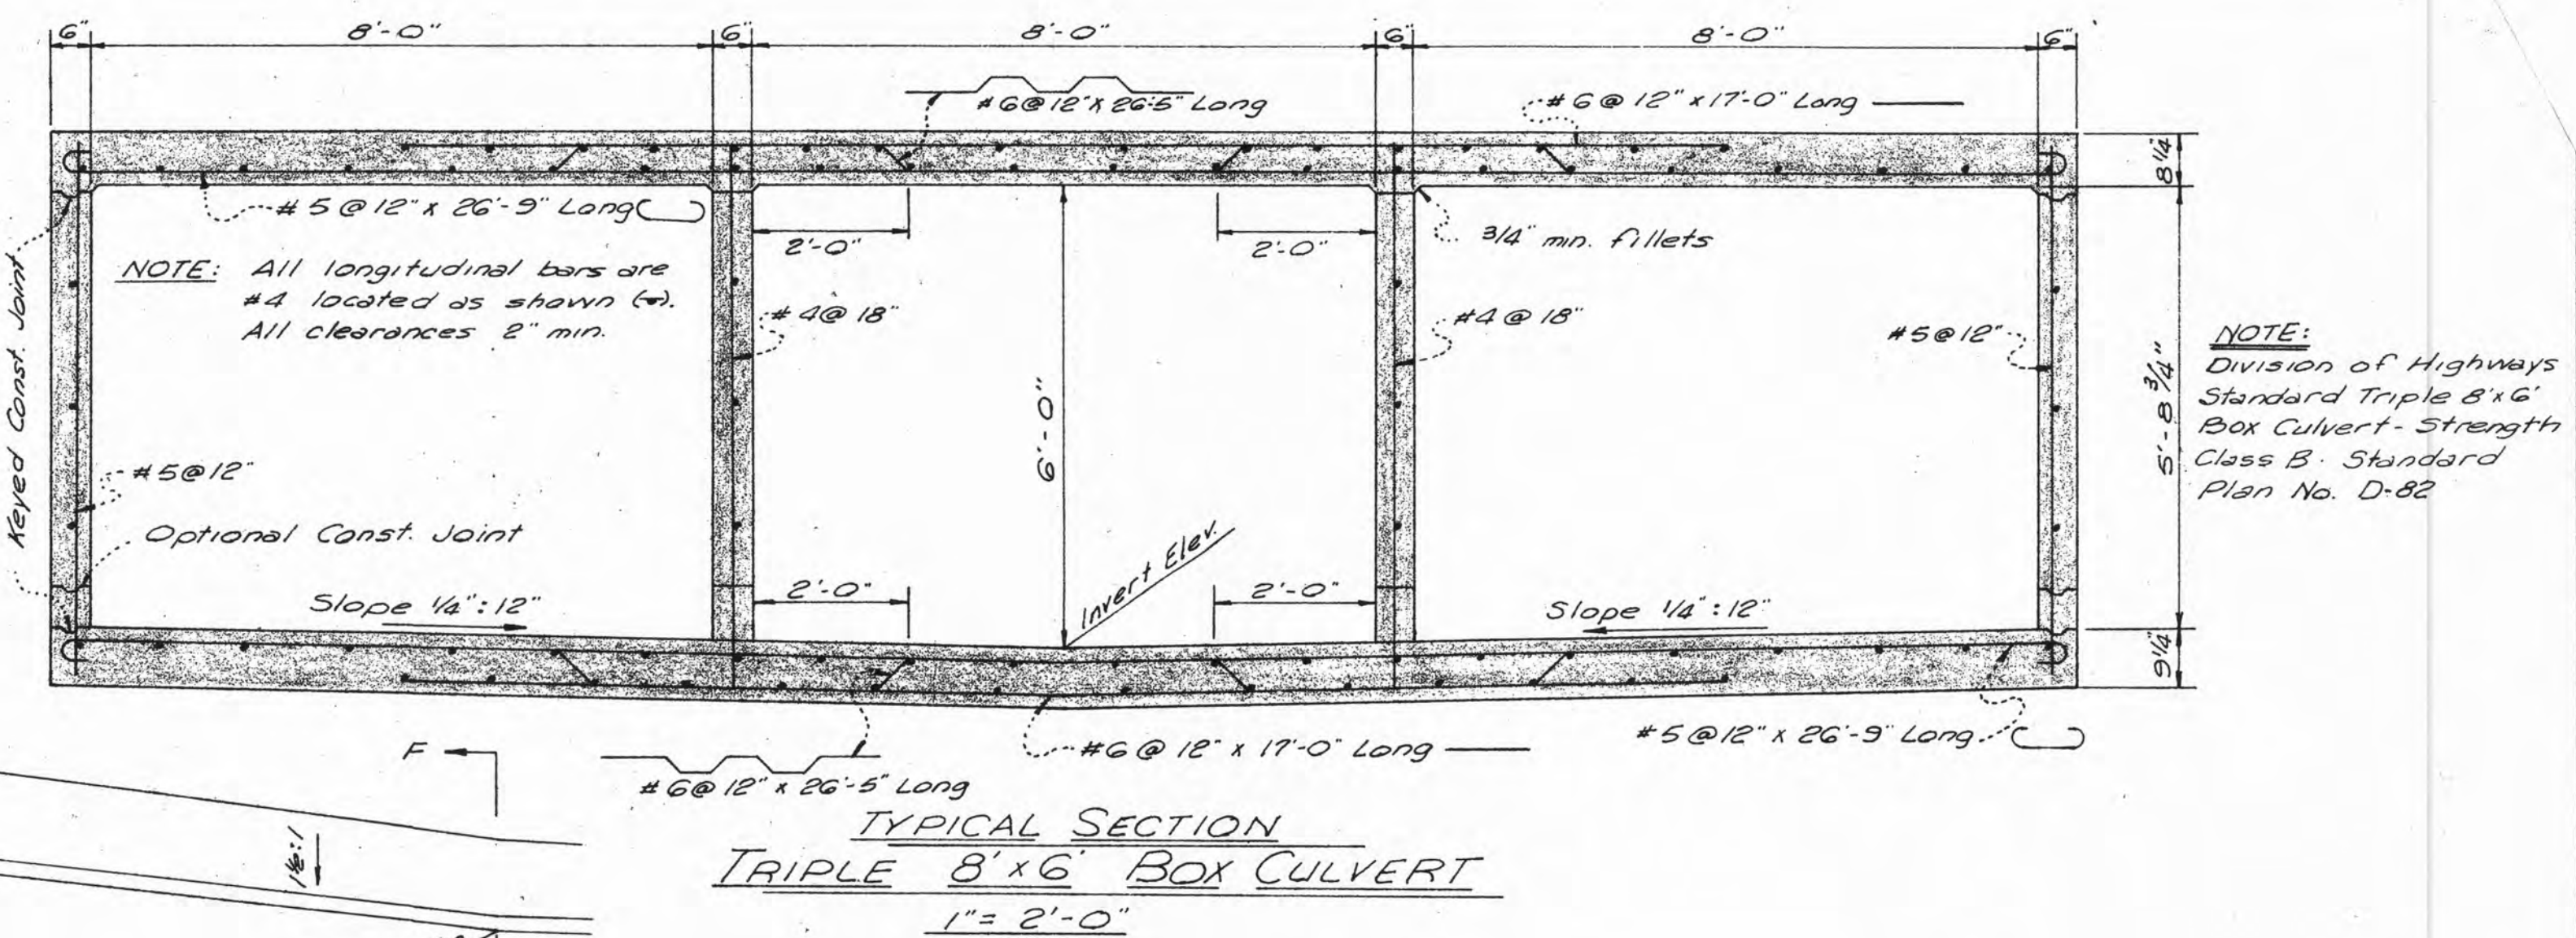 6" 8'-0" 6" 8'-0" 6" 8'-0" 6"
#6@12"x 26'-5" Long
#6 @ 12" x 17'-0" Long
8 1/4"
#5 @ 12" x 26'-9" Long
2'-0"
2'-0"
3/4" min. fillets
Keyed Const. Joint
NOTE: All longitudinal bars are
#4 located as shown (•).
All clearances 2" min.
#4@ 18"
#4 @ 18"
#5@12"
6'-0"
5'-8 3/4"
NOTE:
Division of Highways
Standard Triple 8'x6'
Box Culvert - Strength
Class B. Standard
Plan No. D-82
#5@12"
Optional Const. Joint
Slope 1/4":12"
2'-0"
Invert Elev.
2'-0"
Slope 1/4":12"
9 1/4"
F
#6@ 12" x 26'-5" Long
#6 @ 12" x 17'-0" Long
#5@12" x 26'-9" Long
1½:1
TYPICAL SECTION
TRIPLE 8'x6' BOX CULVERT
1"= 2'-0"